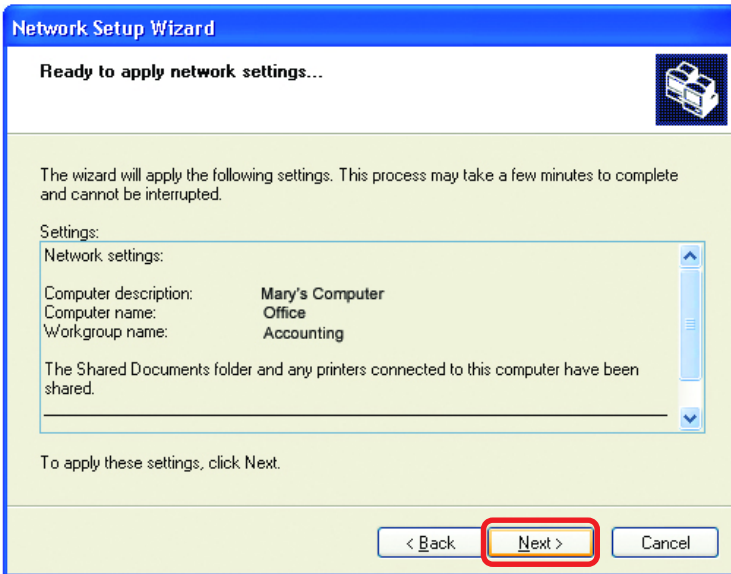 Network Setup Wizard
Ready to apply network settings...
The wizard will apply the following settings. This process may take a few minutes to complete
and cannot be interrupted.
Settings:
Network settings:
Computer description: Mary's Computer
Computer name: Office
Workgroup name: Accounting
The Shared Documents folder and any printers connected to this computer have been
shared.
To apply these settings, click Next.
< Back Next > Cancel